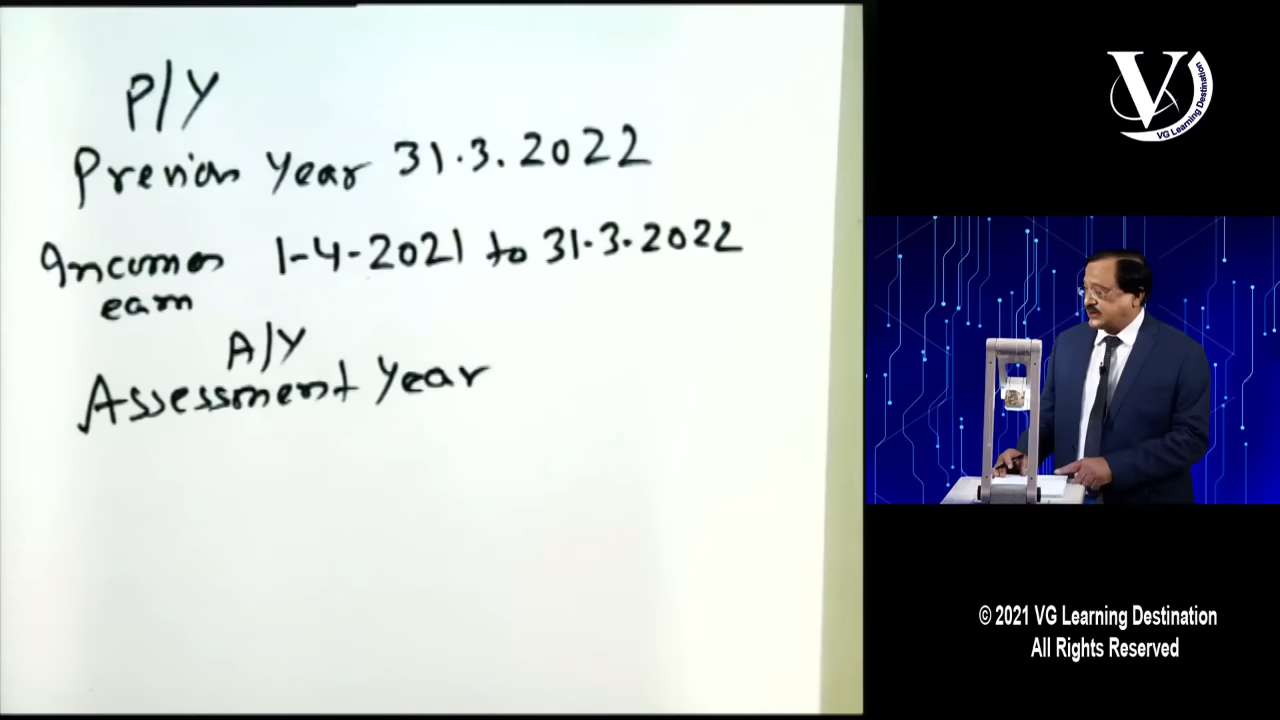 P/Y
Previous Year 31.3.2022
Incomes 1-4-2021 to 31.3.2022
earn
A/Y
Assessment Year
V
VG Learning Destination
© 2021 VG Learning Destination
All Rights Reserved